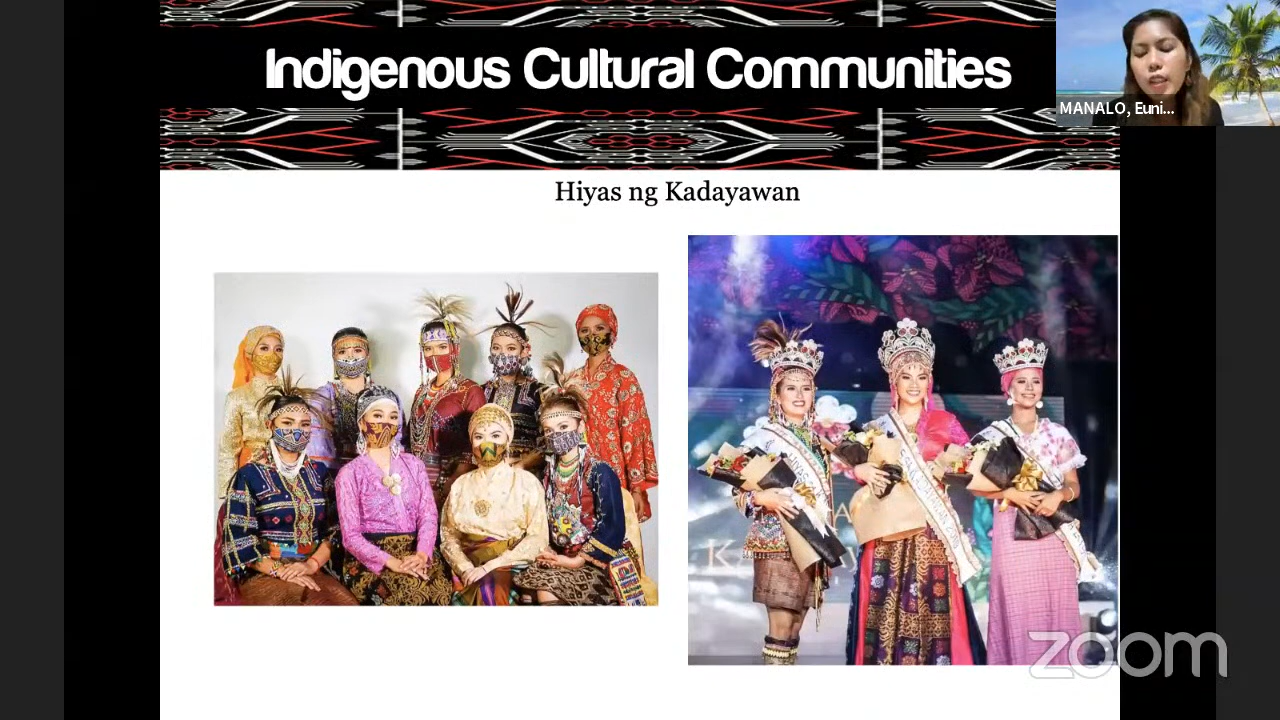 Indigenous Cultural Communities
MANALO, Euni...
Hiyas ng Kadayawan
zoom